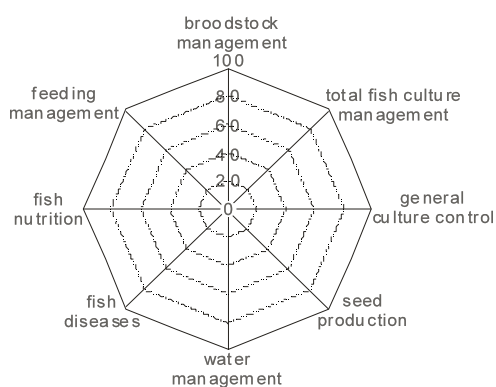 broodstock
management
100
80
60
40
20
0
total fish culture
management
general
culture control
seed
production
water
management
fish
diseases
fish
nutrition
feeding
management